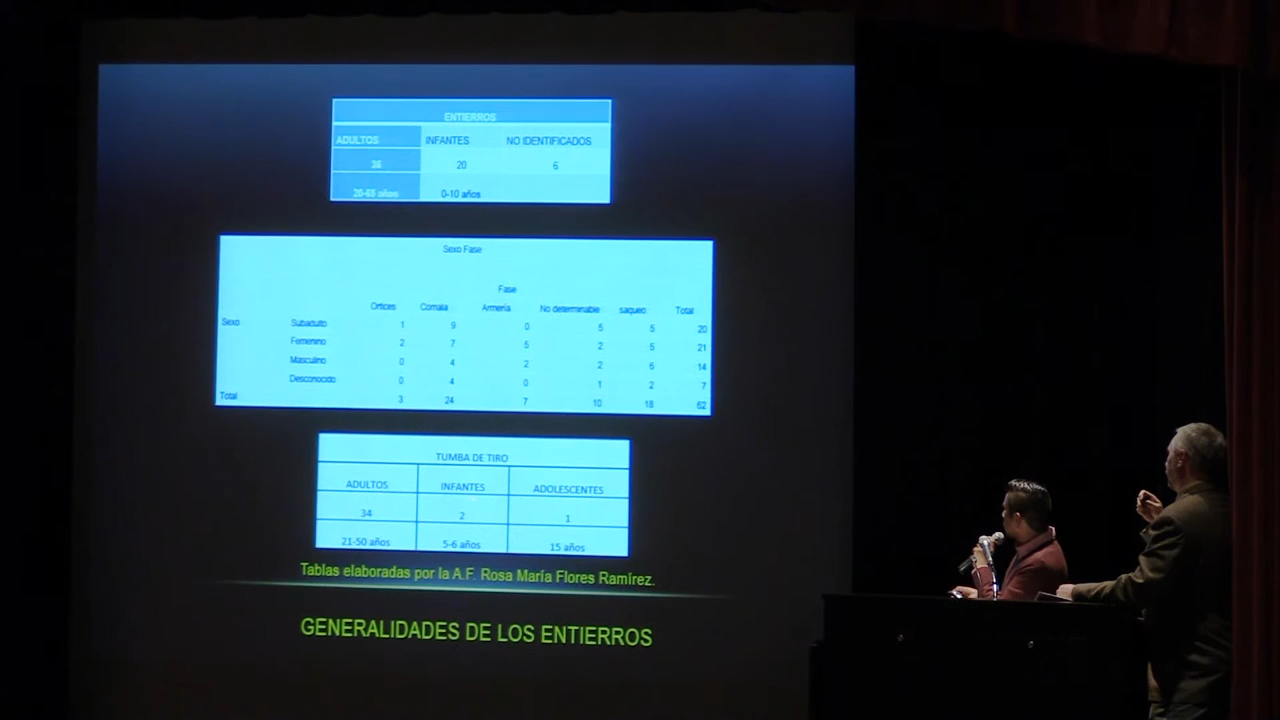 ENTIERROS
ADULTOS INFANTES NO IDENTIFICADOS
36 20 6
20-65 años 0-10 años
Sexo Fase
Fase
Ortices Comala Armería No determinable saqueo Total
Sexo Subadulto 1 9 0 5 5 20
Femenino 2 7 5 2 5 21
Masculino 0 4 2 2 6 14
Desconocido 0 4 0 1 2 7
Total 3 24 7 10 18 62
TUMBA DE TIRO
ADULTOS INFANTES ADOLESCENTES
34 2 1
21-50 años 5-6 años 15 años
Tablas elaboradas por la A.F. Rosa María Flores Ramírez.
GENERALIDADES DE LOS ENTIERROS